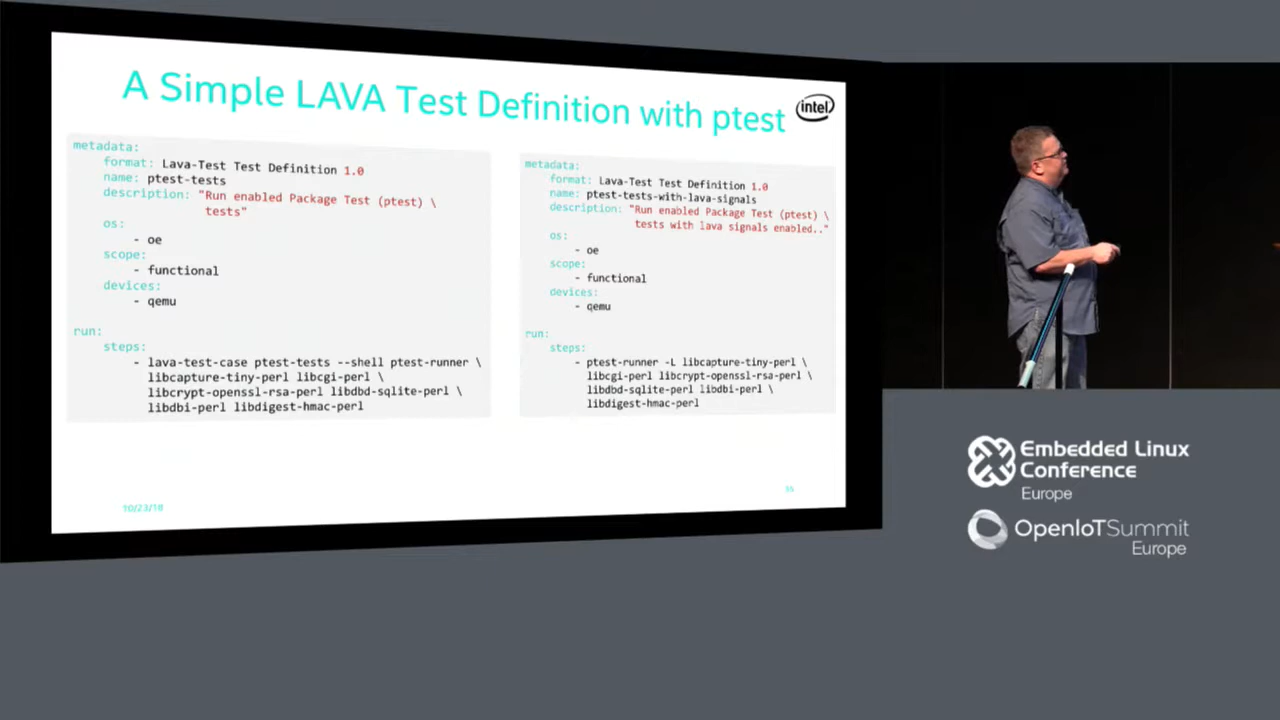 A Simple LAVA Test Definition with ptest
intel
metadata:
format: Lava-Test Test Definition 1.0
name: ptest-tests
description: "Run enabled Package Test (ptest) \
tests"
os:
- oe
scope:
- functional
devices:
- qemu
run:
steps:
- lava-test-case ptest-tests --shell ptest-runner \
libcapture-tiny-perl libcgi-perl \
libcrypt-openssl-rsa-perl libdbd-sqlite-perl \
libdbi-perl libdigest-hmac-perl
metadata:
format: Lava-Test Test Definition 1.0
name: ptest-tests-with-lava-signals
description: "Run enabled Package Test (ptest) \
tests with lava signals enabled.."
os:
- oe
scope:
- functional
devices:
- qemu
run:
steps:
- ptest-runner -L libcapture-tiny-perl \
libcgi-perl libcrypt-openssl-rsa-perl \
libdbd-sqlite-perl libdbi-perl \
libdigest-hmac-perl
10/23/18
Embedded Linux
Conference
Europe
OpenIoTSummit
Europe